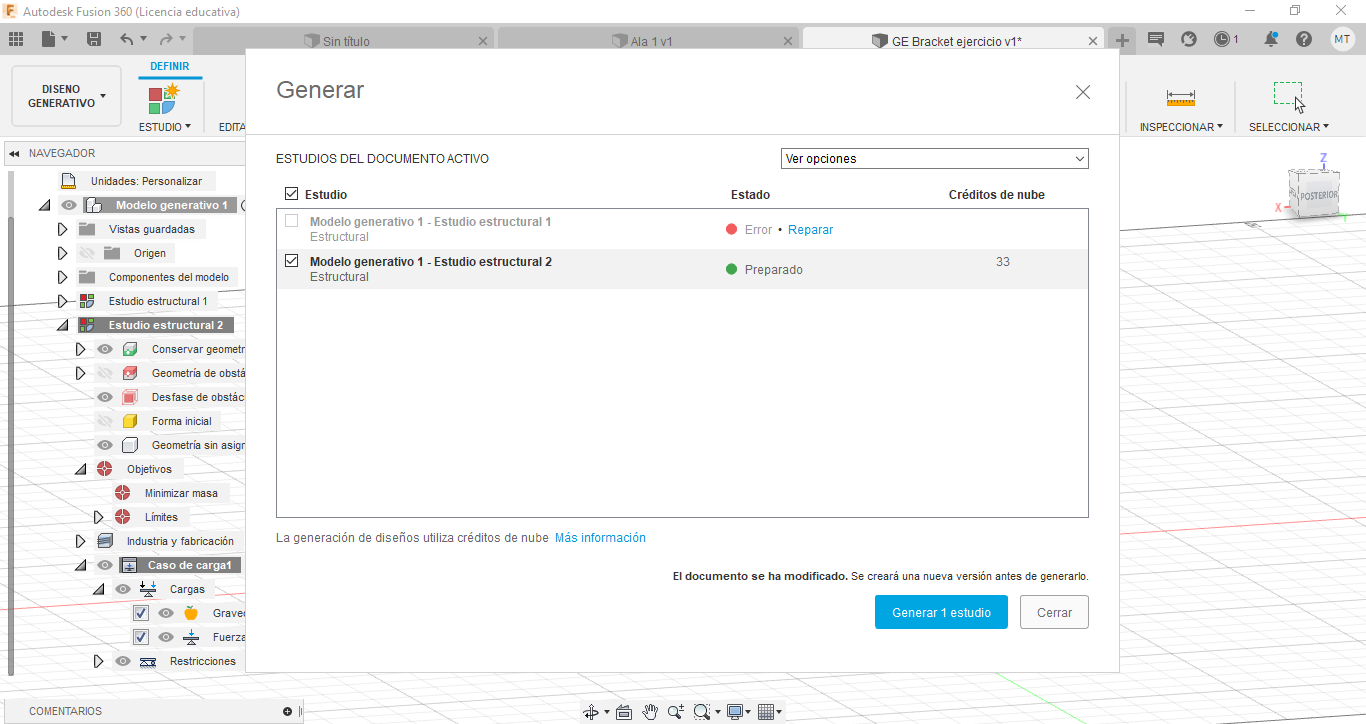 Autodesk Fusion 360 (Licencia educativa)
Sin título
Ala 1 v1
GE Bracket ejercicio v1*
1
MT
DISEÑO
GENERATIVO
DEFINIR
ESTUDIO
EDITA
INSPECCIONAR
SELECCIONAR
NAVEGADOR
Unidades: Personalizar
Modelo generativo 1
Vistas guardadas
Origen
Componentes del modelo
Estudio estructural 1
Estudio estructural 2
Conservar geometr
Geometría de obstá
Desfase de obstác
Forma inicial
Geometría sin asign
Objetivos
Minimizar masa
Límites
Industria y fabricación
Caso de carga1
Cargas
Graved
Fuerza
Restricciones
COMENTARIOS
Generar
ESTUDIOS DEL DOCUMENTO ACTIVO
Ver opciones
Estudio
Estado
Créditos de nube
Modelo generativo 1 - Estudio estructural 1
Estructural
Error • Reparar
Modelo generativo 1 - Estudio estructural 2
Estructural
Preparado
33
La generación de diseños utiliza créditos de nube Más información
El documento se ha modificado. Se creará una nueva versión antes de generarlo.
Generar 1 estudio
Cerrar
Z
POSTERIOR
X
Y